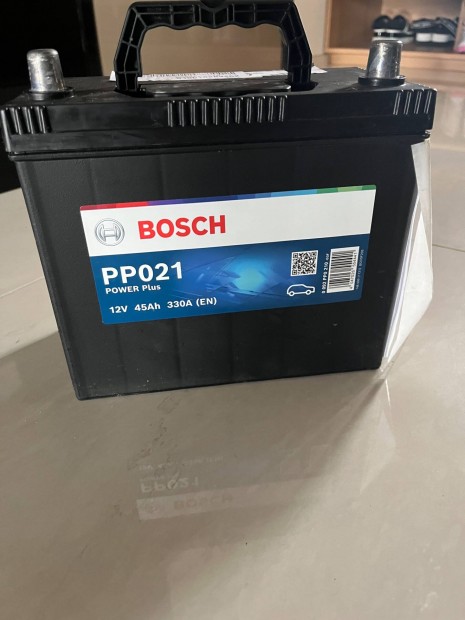 BOSCH
PP021
POWER Plus
12V 45Ah 330A (EN)